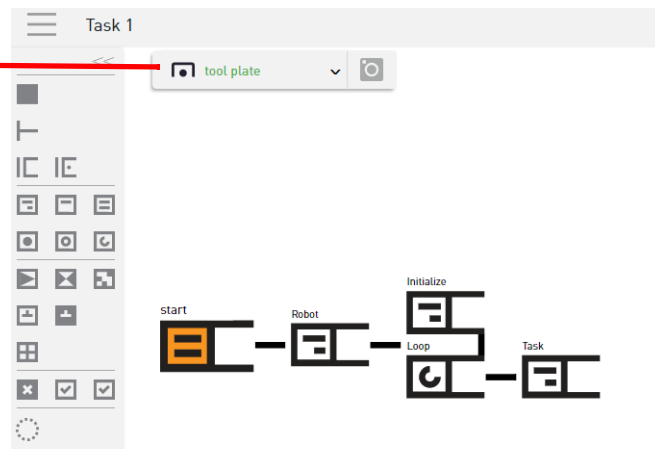 Task 1
<<
tool plate
Initialize
start
Robot
Loop
Task